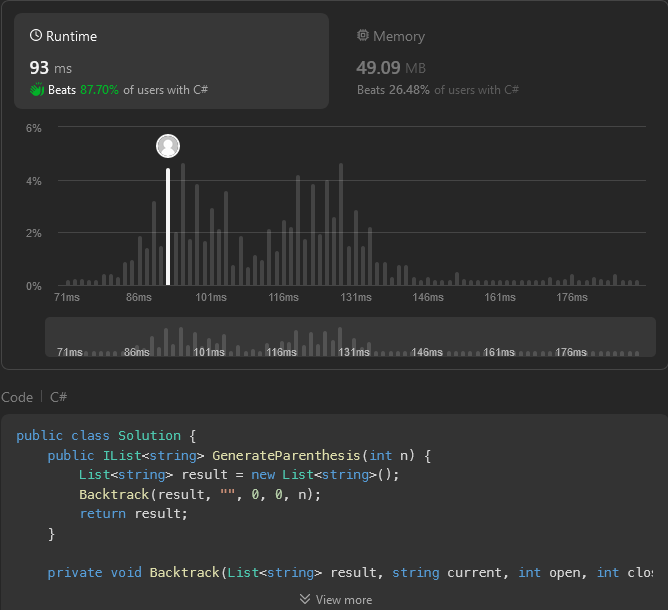 Runtime
Memory
93 ms
49.09 MB
Beats 87.70% of users with C#
Beats 26.48% of users with C#
6%
4%
2%
0%
71ms 86ms 101ms 116ms 131ms 146ms 161ms 176ms
71ms 86ms 101ms 116ms 131ms 146ms 161ms 176ms
Code | C#
public class Solution {
public IList<string> GenerateParenthesis(int n) {
List<string> result = new List<string>();
Backtrack(result, "", 0, 0, n);
return result;
}
private void Backtrack(List<string> result, string current, int open, int clos
View more